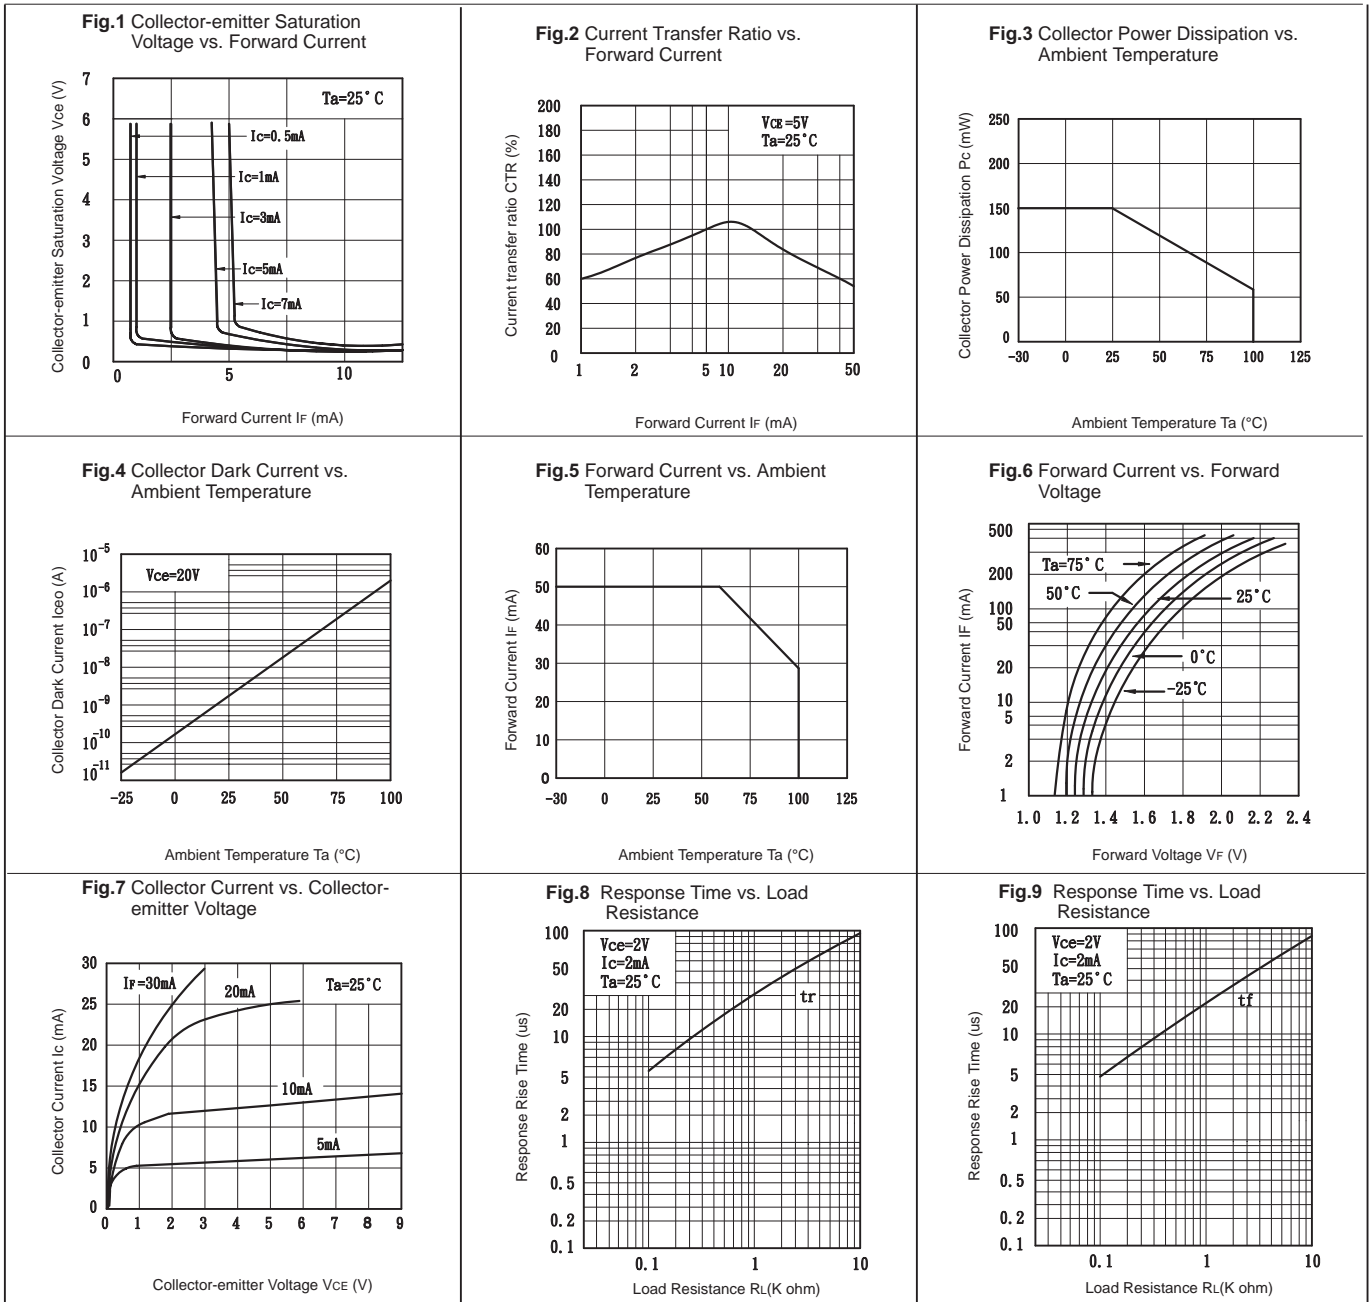 Fig.1 Collector-emitter Saturation
Voltage vs. Forward Current
Collector-emitter Saturation Voltage Vce (V)
7
6
5
4
3
2
1
0
Ta=25°C
Ic=0.5mA
Ic=1mA
Ic=3mA
Ic=5mA
Ic=7mA
0 5 10
Forward Current IF (mA)
Fig.2 Current Transfer Ratio vs.
Forward Current
Current transfer ratio CTR (%)
200
180
160
140
120
100
80
60
40
20
0
VCE=5V
Ta=25°C
1 2 5 10 20 50
Forward Current IF (mA)
Fig.3 Collector Power Dissipation vs.
Ambient Temperature
Collector Power Dissipation Pc (mW)
250
200
150
100
50
0
-30 0 25 50 75 100 125
Ambient Temperature Ta (°C)
Fig.4 Collector Dark Current vs.
Ambient Temperature
Collector Dark Current Iceo (A)
10-5
10-6
10-7
10-8
10-9
10-10
10-11
Vce=20V
-25 0 25 50 75 100
Ambient Temperature Ta (°C)
Fig.5 Forward Current vs. Ambient
Temperature
Forward Current IF (mA)
60
50
40
30
20
10
0
-30 0 25 50 75 100 125
Ambient Temperature Ta (°C)
Fig.6 Forward Current vs. Forward
Voltage
Forward Current IF (mA)
500
200
100
50
20
10
5
2
1
Ta=75°C
50°C
25°C
0°C
-25°C
1.0 1.2 1.4 1.6 1.8 2.0 2.2 2.4
Forward Voltage VF (V)
Fig.7 Collector Current vs. Collector-
emitter Voltage
Collector Current Ic (mA)
30
25
20
15
10
5
0
IF=30mA
20mA
Ta=25°C
10mA
5mA
0 1 2 3 4 5 6 7 8 9
Collector-emitter Voltage VCE (V)
Fig.8 Response Time vs. Load
Resistance
Response Rise Time (us)
100
50
20
10
5
2
1
0.5
0.2
0.1
Vce=2V
Ic=2mA
Ta=25°C
tr
0.1 1 10
Load Resistance RL(K ohm)
Fig.9 Response Time vs. Load
Resistance
Response Rise Time (us)
100
50
20
10
5
2
1
0.5
0.2
0.1
Vce=2V
Ic=2mA
Ta=25°C
tf
0.1 1 10
Load Resistance RL(K ohm)